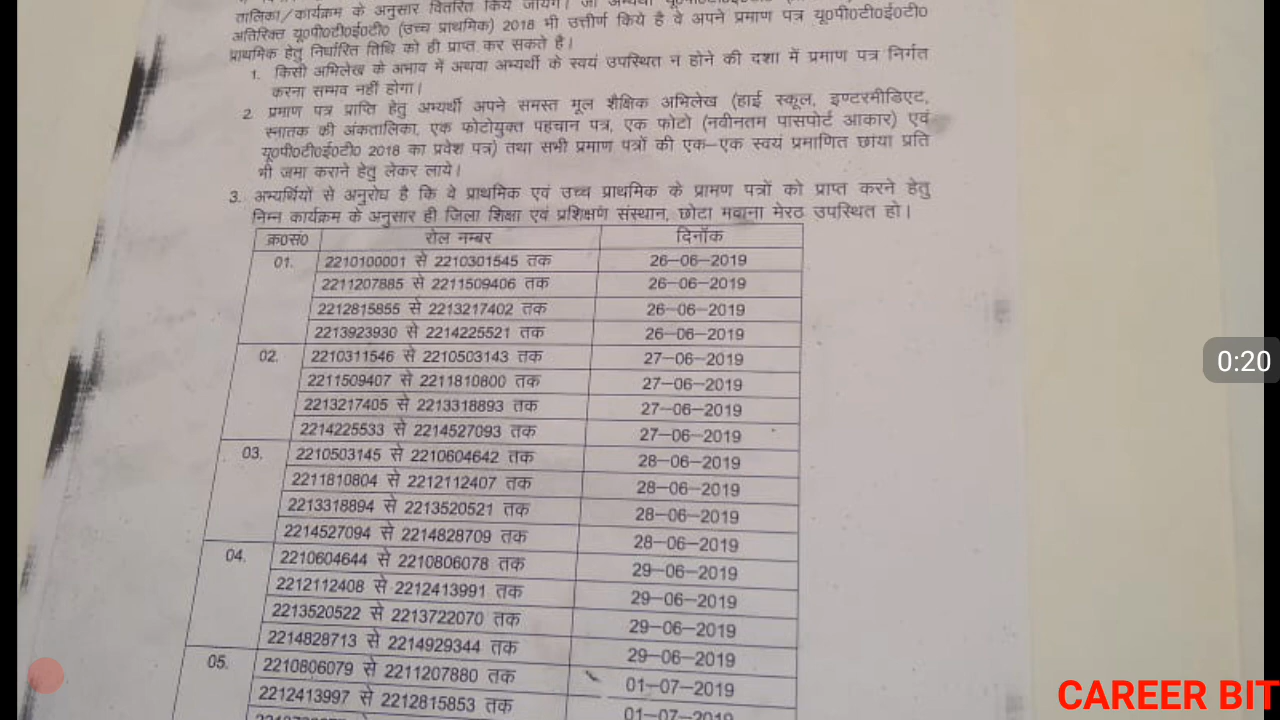 तालिका/कार्यक्रम के अनुसार वितरित किये जायेंगे। जो अभ्यर्थी
अतिरिक्त यू0पी0टी0ई0टी0 (उच्च प्राथमिक) 2018 भी उत्तीर्ण किये है वे अपने प्रमाण पत्र यू0पी0टी0ई0टी0
प्राथमिक हेतु निर्धारित तिथि को ही प्राप्त कर सकते है।
1. किसी अभिलेख के अभाव में अथवा अभ्यर्थी के स्वयं उपस्थित न होने की दशा में प्रमाण पत्र निर्गत
करना सम्भव नहीं होगा।
2. प्रमाण पत्र प्राप्ति हेतु अभ्यर्थी अपने समस्त मूल शैक्षिक अभिलेख (हाई स्कूल, इण्टरमीडिएट,
स्नातक की अंकतालिका, एक फोटोयुक्त पहचान पत्र, एक फोटो (नवीनतम पासपोर्ट आकार) एवं
यू0पी0टी0ई0टी0 2018 का प्रवेश पत्र) तथा सभी प्रमाण पत्रों की एक–एक स्वयं प्रमाणित छांया प्रति
भी जमा कराने हेतु लेकर लाये।
3. अभ्यर्थियों से अनुरोध है कि वे प्राथमिक एवं उच्च प्राथमिक के प्रामण पत्रों को प्राप्त करने हेतु
निम्न कार्यक्रम के अनुसार ही जिला शिक्षा एवं प्रशिक्षण संस्थान, छोटा मवाना मेरठ उपस्थित हो।
क्र0सं0 रोल नम्बर दिनॉक
01. 2210100001 से 2210301545 तक 26–06–2019
2211207885 से 2211509406 तक 26–06–2019
2212815855 से 2213217402 तक 26–06–2019
2213923930 से 2214225521 तक 26–06–2019
02. 2210311546 से 2210503143 तक 27–06–2019
2211509407 से 2211810800 तक 27–06–2019
2213217405 से 2213318893 तक 27–06–2019
2214225533 से 2214527093 तक 27–06–2019
03. 2210503145 से 2210604642 तक 28–06–2019
2211810804 से 2212112407 तक 28–06–2019
2213318894 से 2213520521 तक 28–06–2019
2214527094 से 2214828709 तक 28–06–2019
04. 2210604644 से 2210806078 तक 29–06–2019
2212112408 से 2212413991 तक 29–06–2019
2213520522 से 2213722070 तक 29–06–2019
2214828713 से 2214929344 तक 29–06–2019
05. 2210806079 से 2211207880 तक 01–07–2019
2212413997 से 2212815853 तक 01–07–2019
0:20
CAREER BIT